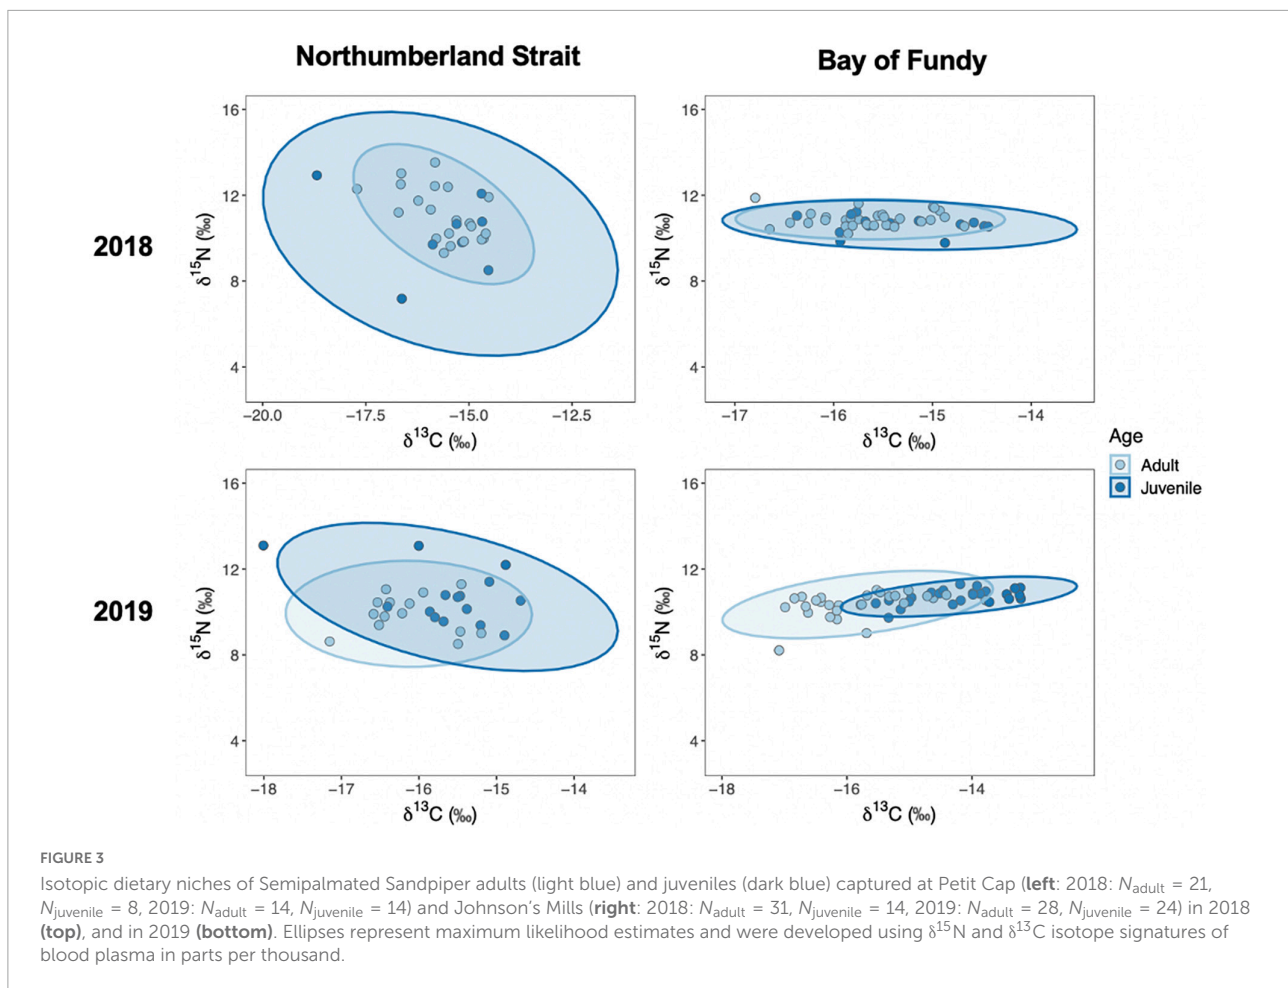 Northumberland Strait
Bay of Fundy
16
12
8
4
δ15N (‰)
−20.0
−17.5
−15.0
−12.5
δ13C (‰)
2018
16
12
8
4
δ15N (‰)
−17
−16
−15
−14
δ13C (‰)
Age
Adult
Juvenile
16
12
8
4
δ15N (‰)
−18
−17
−16
−15
−14
δ13C (‰)
2019
16
12
8
4
δ15N (‰)
−18
−16
−14
δ13C (‰)
FIGURE 3
Isotopic dietary niches of Semipalmated Sandpiper adults (light blue) and juveniles (dark blue) captured at Petit Cap (left: 2018: Nadult = 21,
Njuvenile = 8, 2019: Nadult = 14, Njuvenile = 14) and Johnson’s Mills (right: 2018: Nadult = 31, Njuvenile = 14, 2019: Nadult = 28, Njuvenile = 24) in 2018
(top), and in 2019 (bottom). Ellipses represent maximum likelihood estimates and were developed using δ15N and δ13C isotope signatures of
blood plasma in parts per thousand.